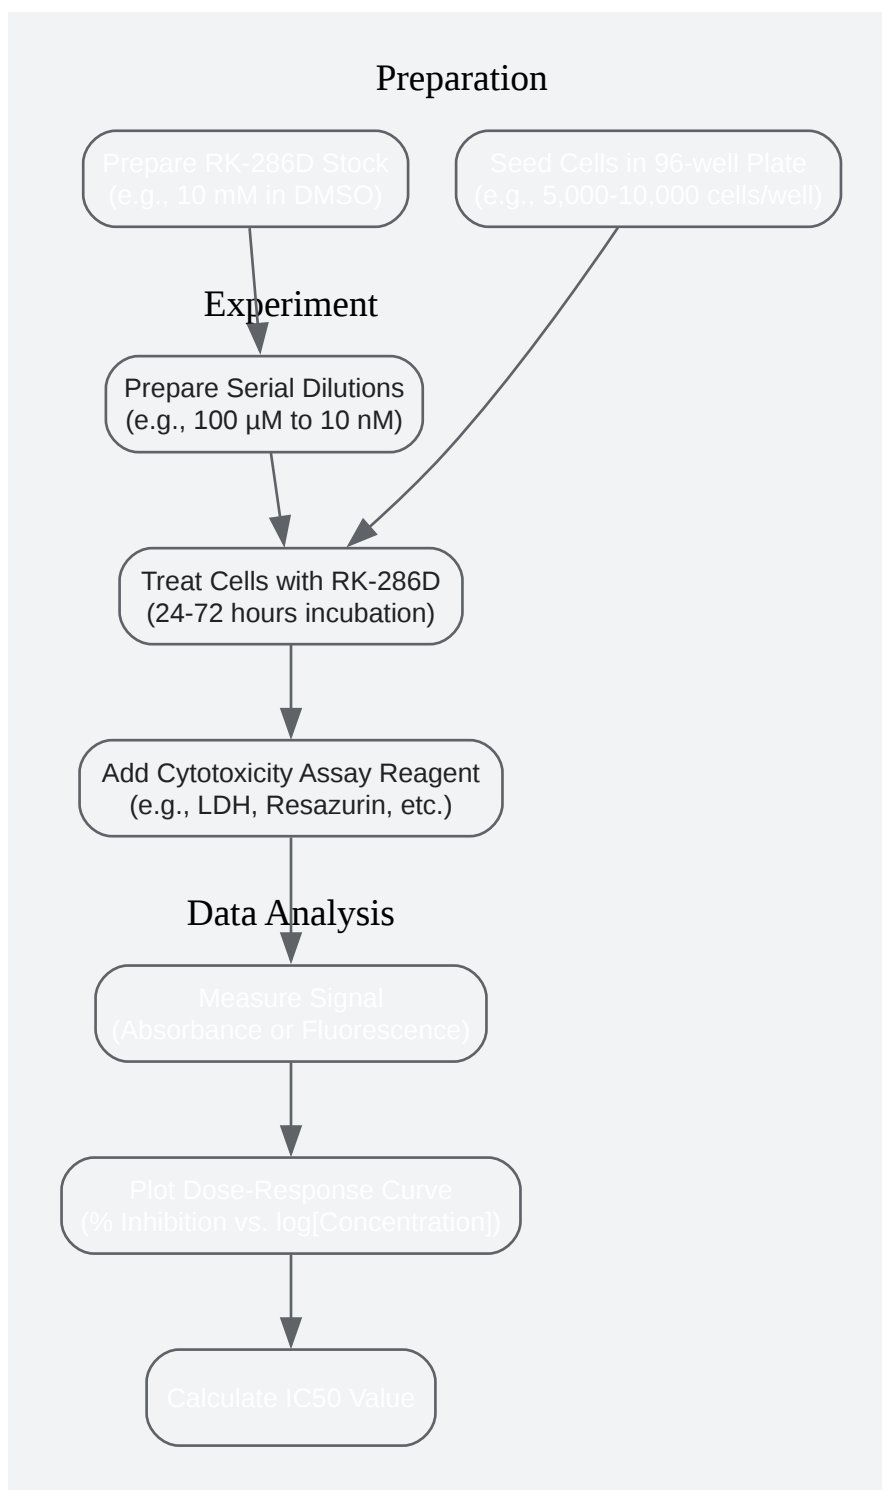 Preparation
Prepare RK-286D Stock
(e.g., 10 mM in DMSO)
Seed Cells in 96-well Plate
(e.g., 5,000-10,000 cells/well)
Experiment
Prepare Serial Dilutions
(e.g., 100 µM to 10 nM)
Treat Cells with RK-286D
(24-72 hours incubation)
Add Cytotoxicity Assay Reagent
(e.g., LDH, Resazurin, etc.)
Data Analysis
Measure Signal
(Absorbance or Fluorescence)
Plot Dose-Response Curve
(% Inhibition vs. log[Concentration])
Calculate IC50 Value